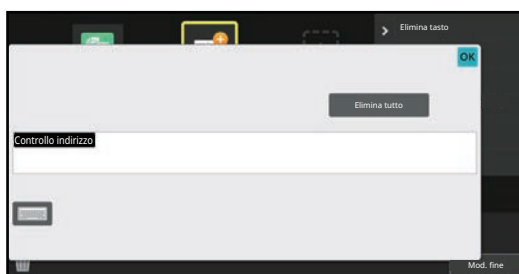 Elimina tasto
OK
Elimina tutto
Controllo indirizzo
Mod. fine